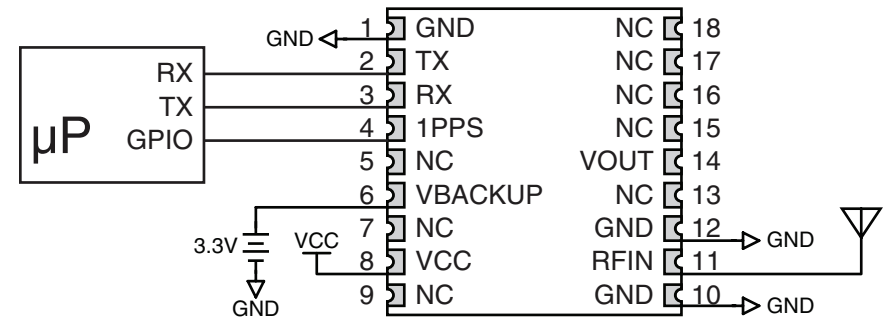 GND 1 GND NC 18
RX 2 TX NC 17
TX 3 RX NC 16
µP GPIO 4 1PPS NC 15
5 NC VOUT 14
6 VBACKUP NC 13
7 NC GND 12 GND
3.3V VCC 8 VCC RFIN 11
GND 9 NC GND 10 GND